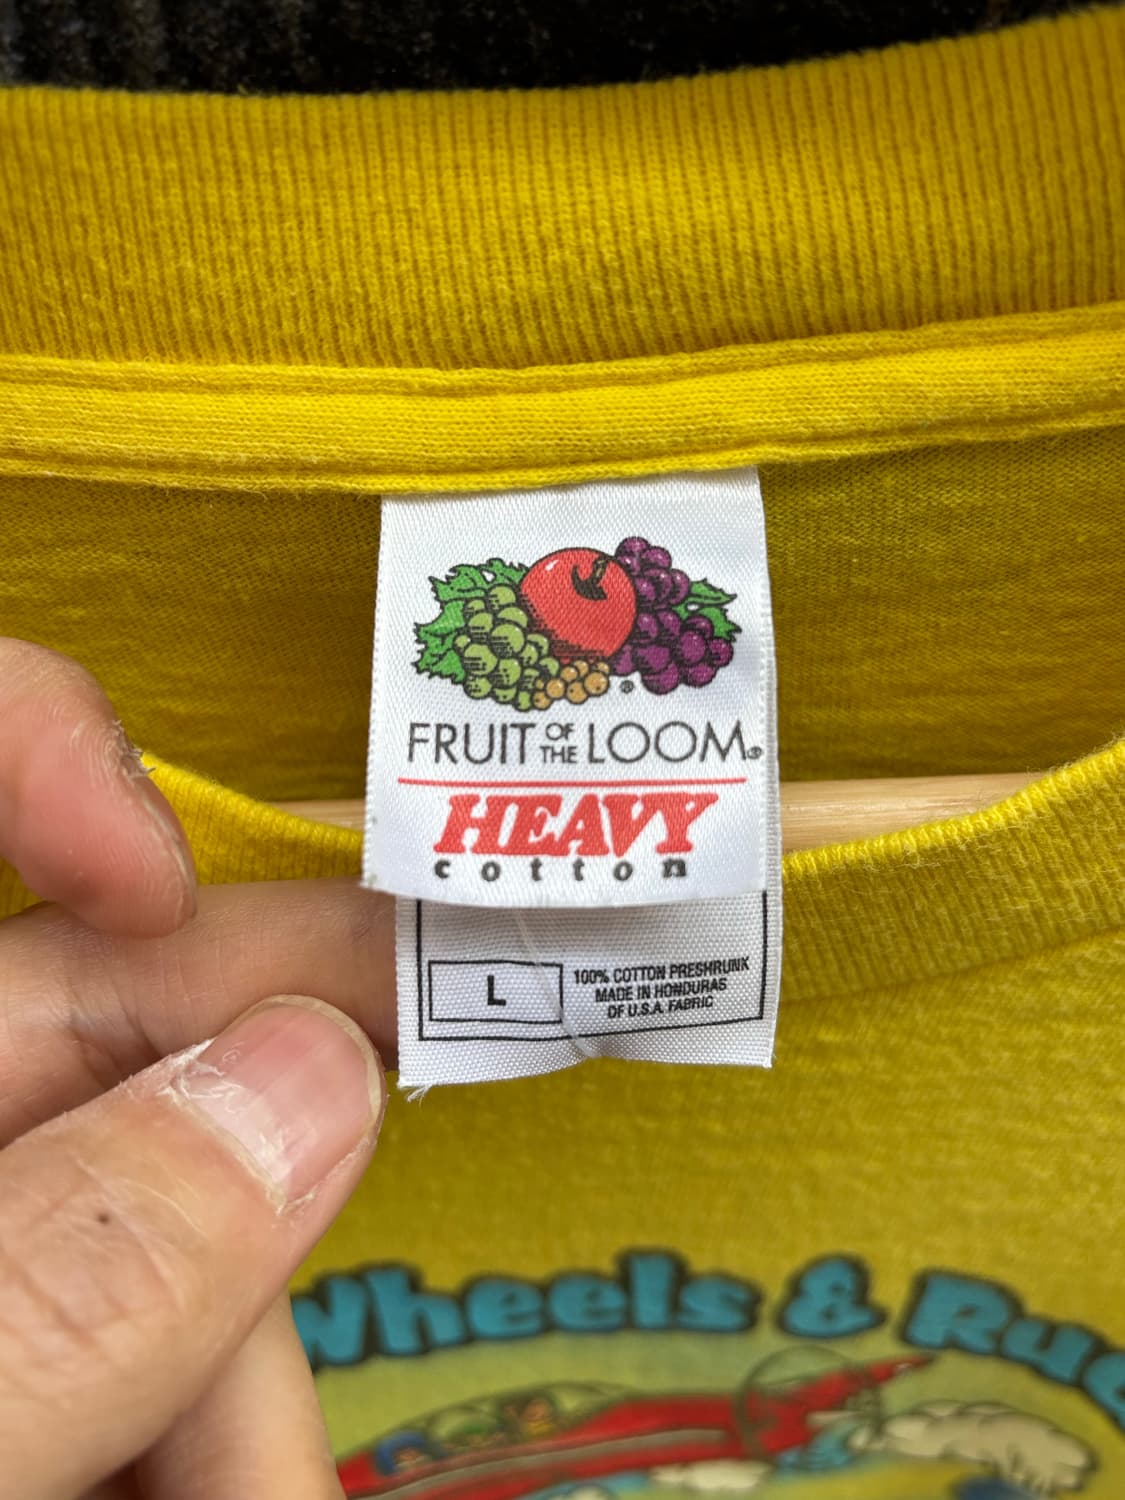 FRUIT OF THE LOOM®
HEAVY
cotton
L
100% COTTON PRESHRUNK
MADE IN HONDURAS
OF U.S.A. FABRIC
Wheels &